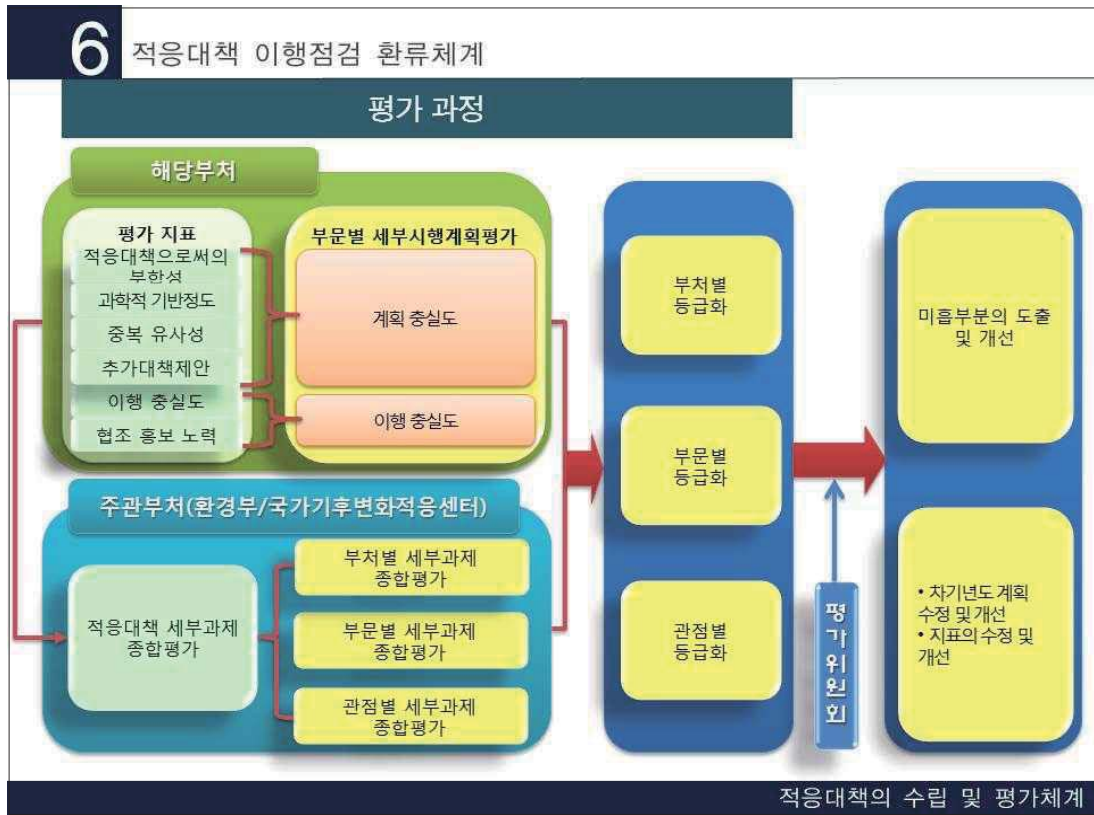 6 적응대책 이행점검 환류체계
평가 과정
해당부처
평가 지표
적응대책으로써의
부합성
과학적 기반정도
중복 유사성
추가대책제안
이행 충실도
협조 홍보 노력
부문별 세부시행계획평가
계획 충실도
이행 충실도
주관부처(환경부/국가기후변화적응센터)
적응대책 세부과제
종합평가
부처별 세부과제
종합평가
부문별 세부과제
종합평가
관점별 세부과제
종합평가
부처별
등급화
부문별
등급화
관점별
등급화
평가위원회
미흡부분의 도출
및 개선
• 차기년도 계획
수정 및 개선
• 지표의 수정 및
개선
적응대책의 수립 및 평가체계